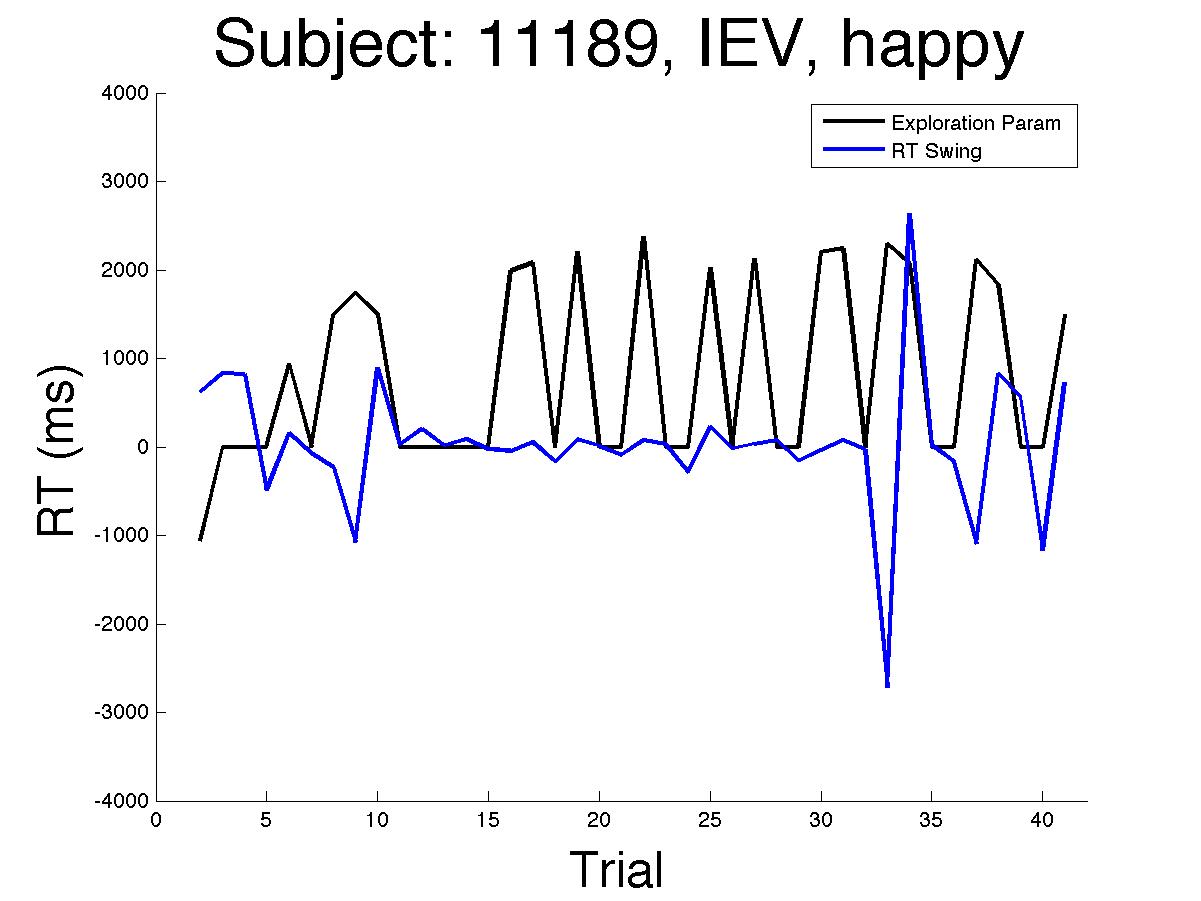 Subject: 11189, IEV, happy
4000
3000
2000
1000
0
-1000
-2000
-3000
-4000
RT (ms)
Exploration Param
RT Swing
0 5 10 15 20 25 30 35 40
Trial